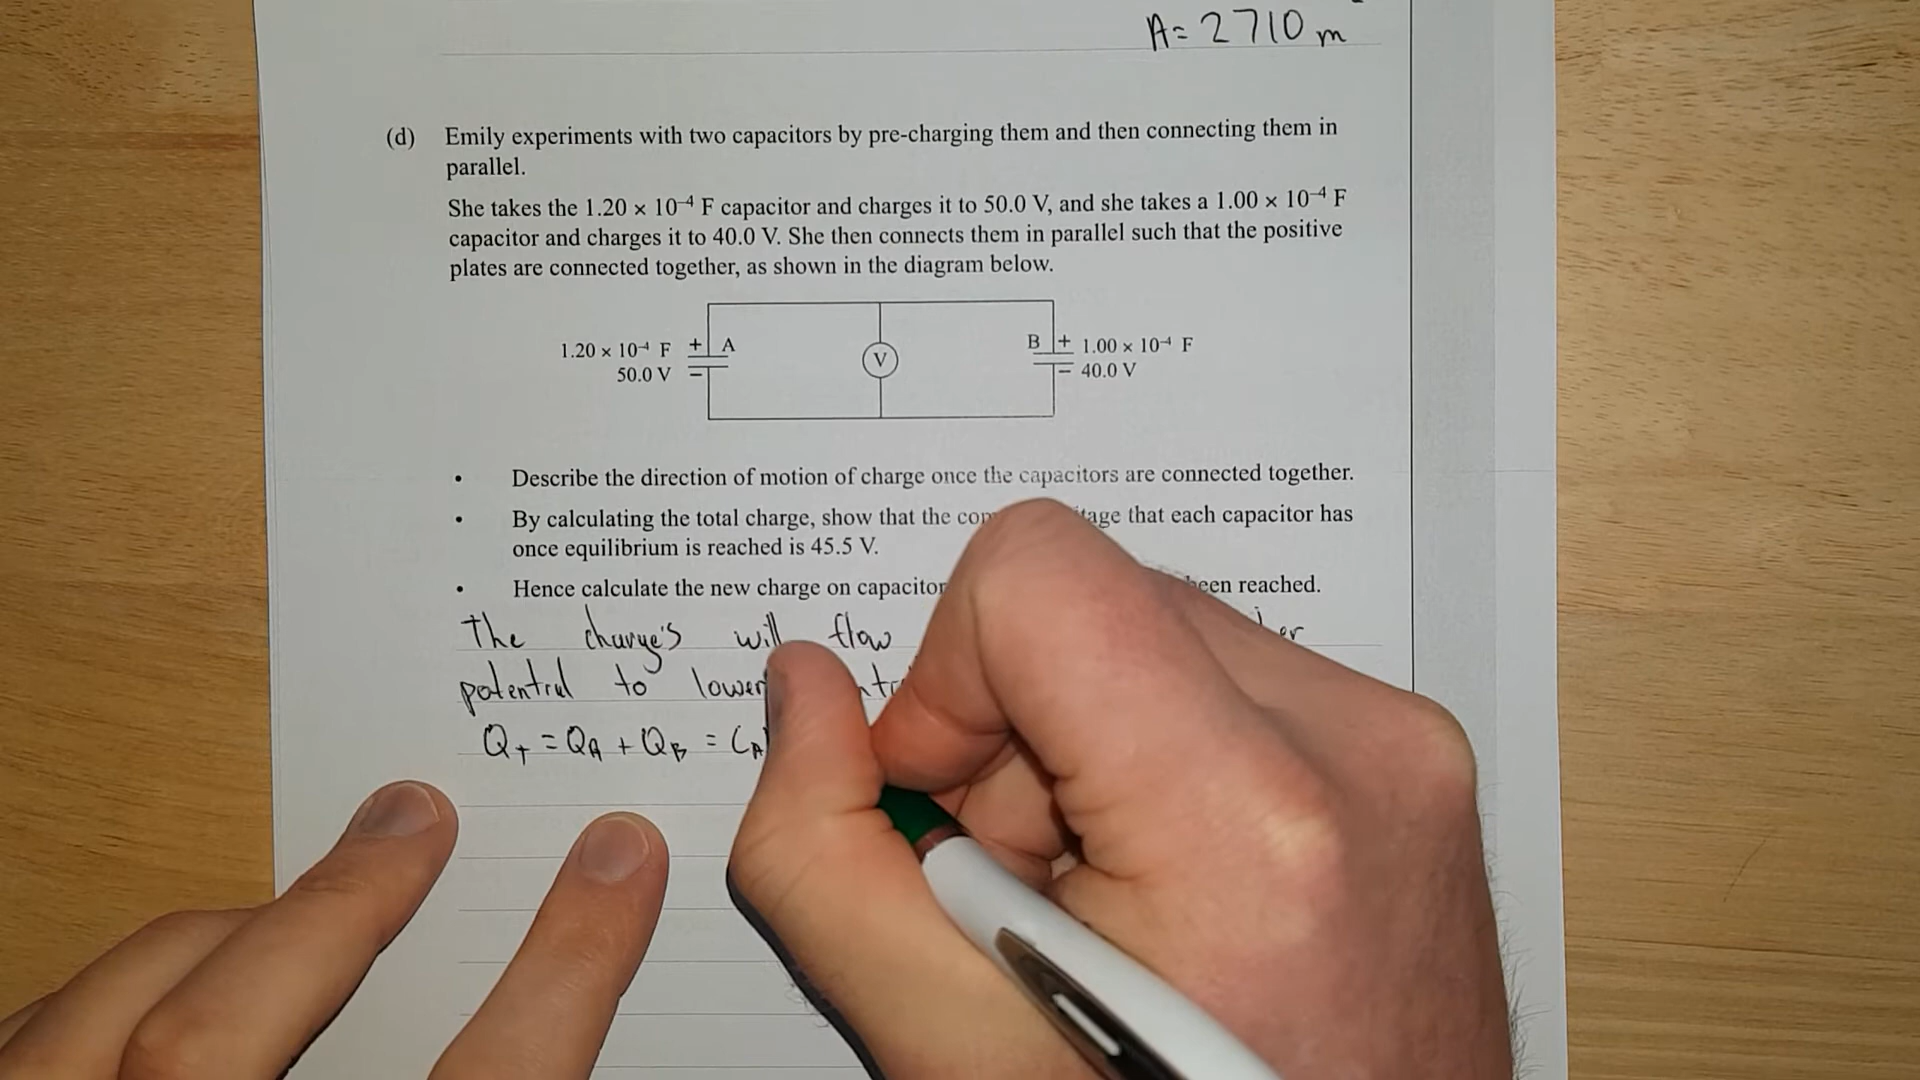 A = 2710 m
(d) Emily experiments with two capacitors by pre-charging them and then connecting them in
parallel.
She takes the 1.20 × 10⁻⁴ F capacitor and charges it to 50.0 V, and she takes a 1.00 × 10⁻⁴ F
capacitor and charges it to 40.0 V. She then connects them in parallel such that the positive
plates are connected together, as shown in the diagram below.
1.20 × 10⁻⁴ F + A
50.0 V −
V
B + 1.00 × 10⁻⁴ F
− 40.0 V
• Describe the direction of motion of charge once the capacitors are connected together.
• By calculating the total charge, show that the that each capacitor has
once equilibrium is reached is 45.5 V.
• Hence calculate the new charge on capacitor been reached.
The charge's will flow
potential to lower
Q_T = Q_A + Q_B = C_A